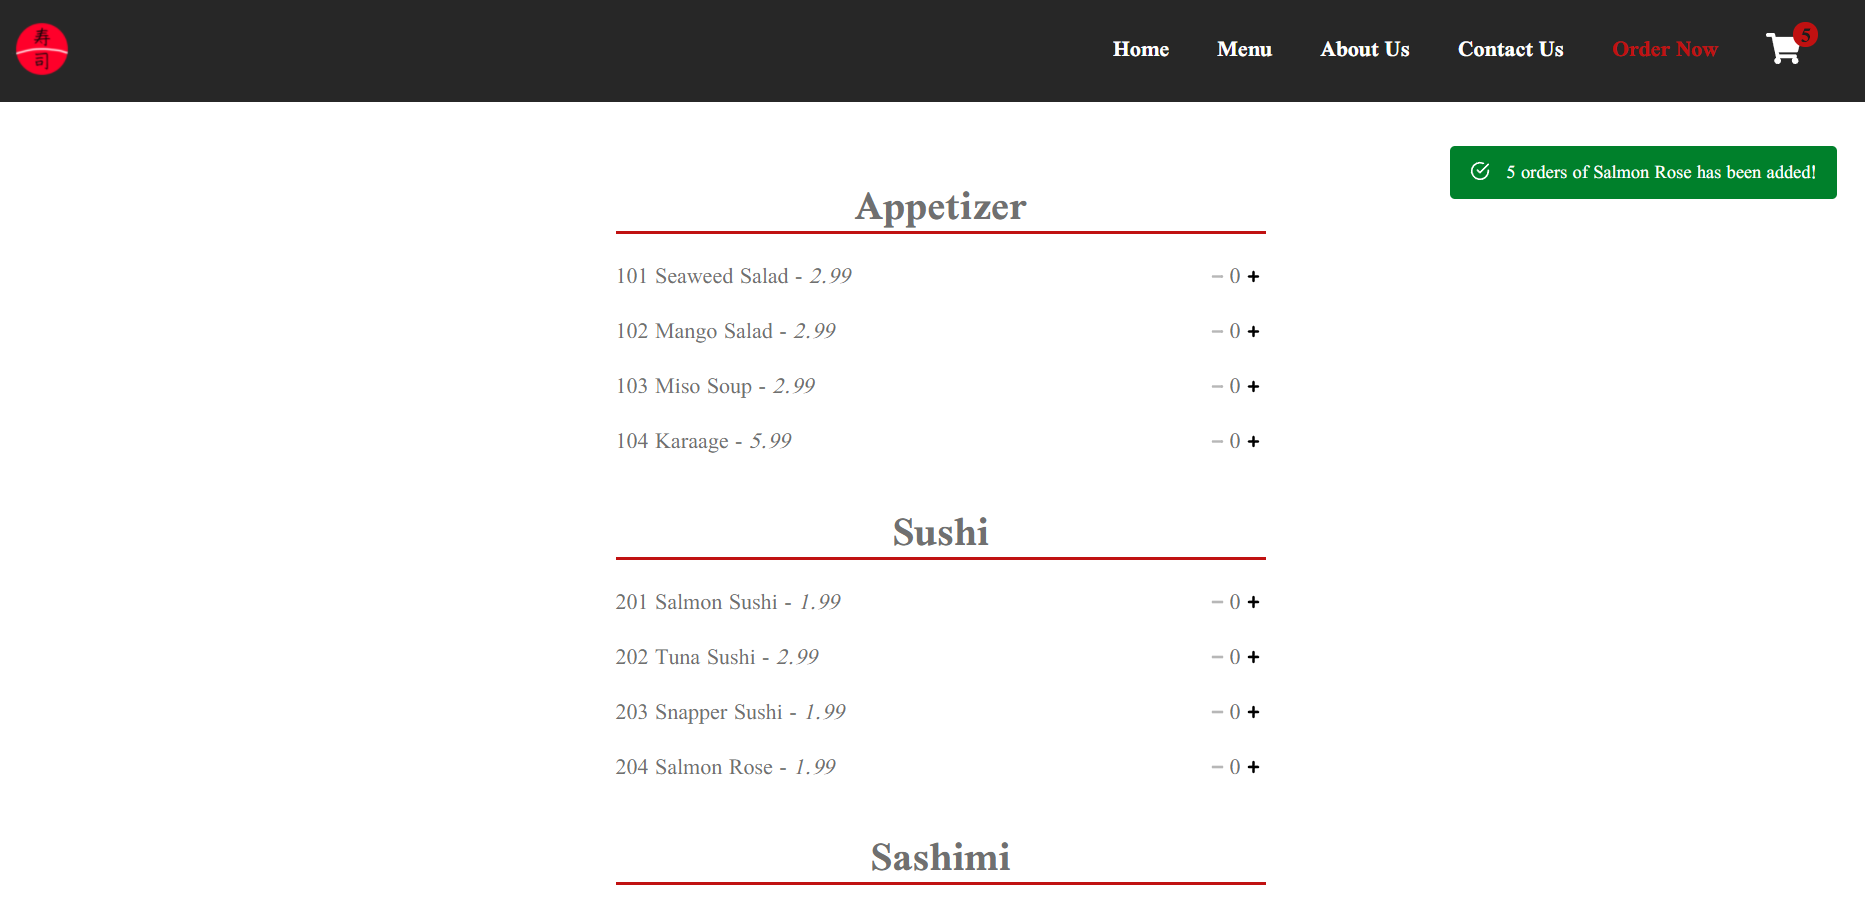 寿
司
Home Menu About Us Contact Us Order Now 5
5 orders of Salmon Rose has been added!
Appetizer
101 Seaweed Salad - 2.99 − 0 +
102 Mango Salad - 2.99 − 0 +
103 Miso Soup - 2.99 − 0 +
104 Karaage - 5.99 − 0 +
Sushi
201 Salmon Sushi - 1.99 − 0 +
202 Tuna Sushi - 2.99 − 0 +
203 Snapper Sushi - 1.99 − 0 +
204 Salmon Rose - 1.99 − 0 +
Sashimi